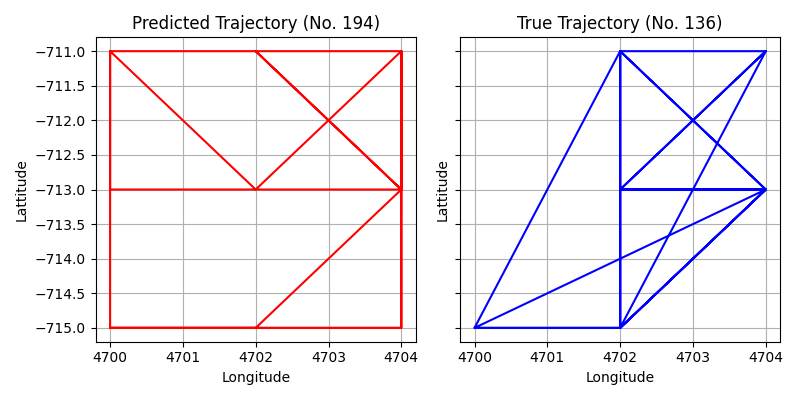 Predicted Trajectory (No. 194)
True Trajectory (No. 136)
−711.0
−711.5
−712.0
−712.5
−713.0
−713.5
−714.0
−714.5
−715.0
Lattitude
Lattitude
4700 4701 4702 4703 4704
4700 4701 4702 4703 4704
Longitude
Longitude